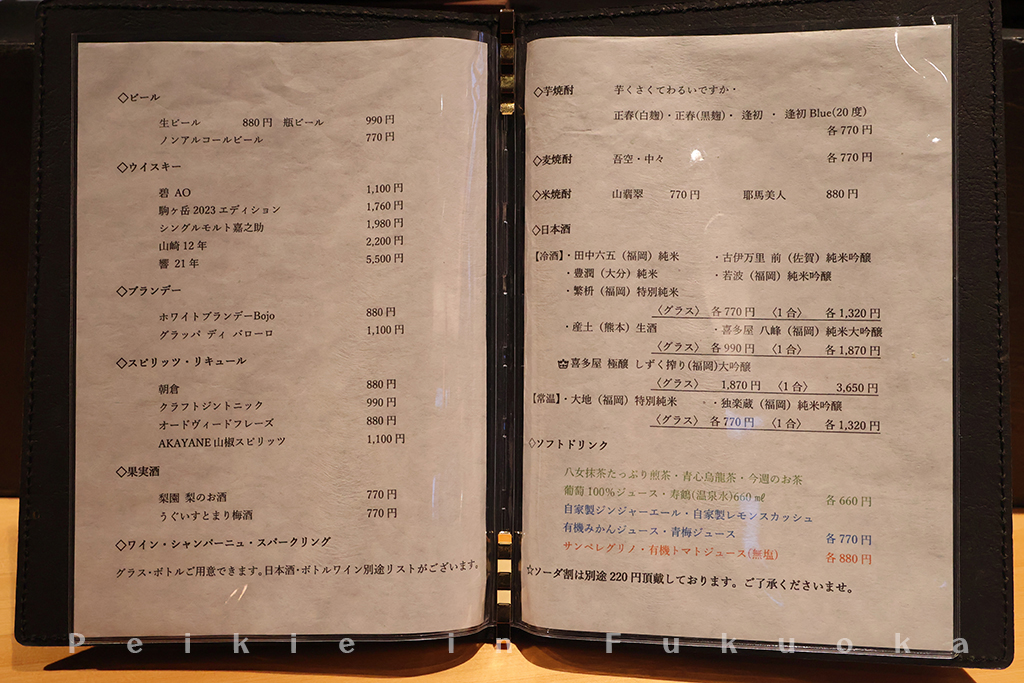 ◇ビール
生ビール 880円 瓶ビール 990円
ノンアルコールビール 770円
◇ウイスキー
碧 AO 1,100円
駒ヶ岳2023エディション 1,760円
シングルモルト嘉之助 1,980円
山崎12年 2,200円
響 21年 5,500円
◇ブランデー
ホワイトブランデーBojo 880円
グラッパ ディ バローロ 1,100円
◇スピリッツ・リキュール
朝倉 880円
クラフトジントニック 990円
オードヴィードフレーズ 880円
AKAYANE山椒スピリッツ 1,100円
◇果実酒
梨園 梨のお酒 770円
うぐいすとまり梅酒 770円
◇ワイン・シャンパーニュ・スパークリング
グラス・ボトルご用意できます。日本酒・ボトルワイン別途リストがございます。
◇芋焼酎 芋くさくてわるいですか・
正春(白麹)・正春(黒麹)・ 逢初 ・ 逢初Blue(20度)
各770円
◇麦焼酎 吾空・中々 各770円
◇米焼酎 山翡翠 770円 耶馬美人 880円
◇日本酒
【冷酒】・田中六五（福岡）純米 ・古伊万里 前（佐賀）純米吟醸
・豊潤（大分）純米 ・若波（福岡）純米吟醸
・繁枡（福岡）特別純米
〈グラス〉 各770円 〈1合〉 各1,320円
・産土（熊本）生酒 ・喜多屋 八峰（福岡）純米大吟醸
〈グラス〉 各990円 〈1合〉 各1,870円
喜多屋 極醸 しずく搾り(福岡)大吟醸
〈グラス〉 1,870円 〈1合〉 3,650円
【常温】・大地（福岡）特別純米 ・独楽蔵（福岡）純米吟醸
〈グラス〉 各770円 〈1合〉 各1,320円
◇ソフトドリンク
八女抹茶たっぷり煎茶・青心烏龍茶・今週のお茶
葡萄100%ジュース・寿鶴(温泉水)660㎖ 各660円
自家製ジンジャーエール・自家製レモンスカッシュ
有機みかんジュース・青梅ジュース 各770円
サンペレグリノ・有機トマトジュース(無塩) 各880円
☆ソーダ割は別途220円頂戴しております。ご了承くださいませ。
Peikie in Fukuoka